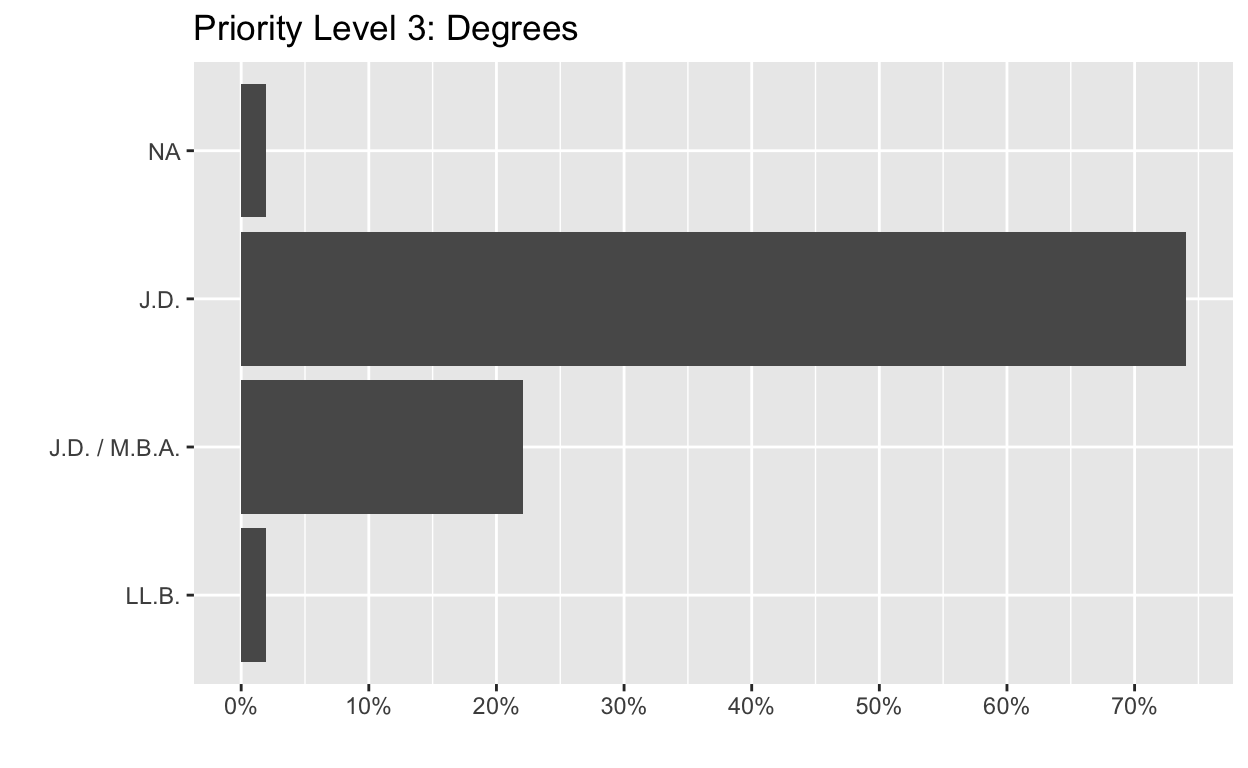 Priority Level 3: Degrees
NA
J.D.
J.D. / M.B.A.
LL.B.
0% 10% 20% 30% 40% 50% 60% 70%